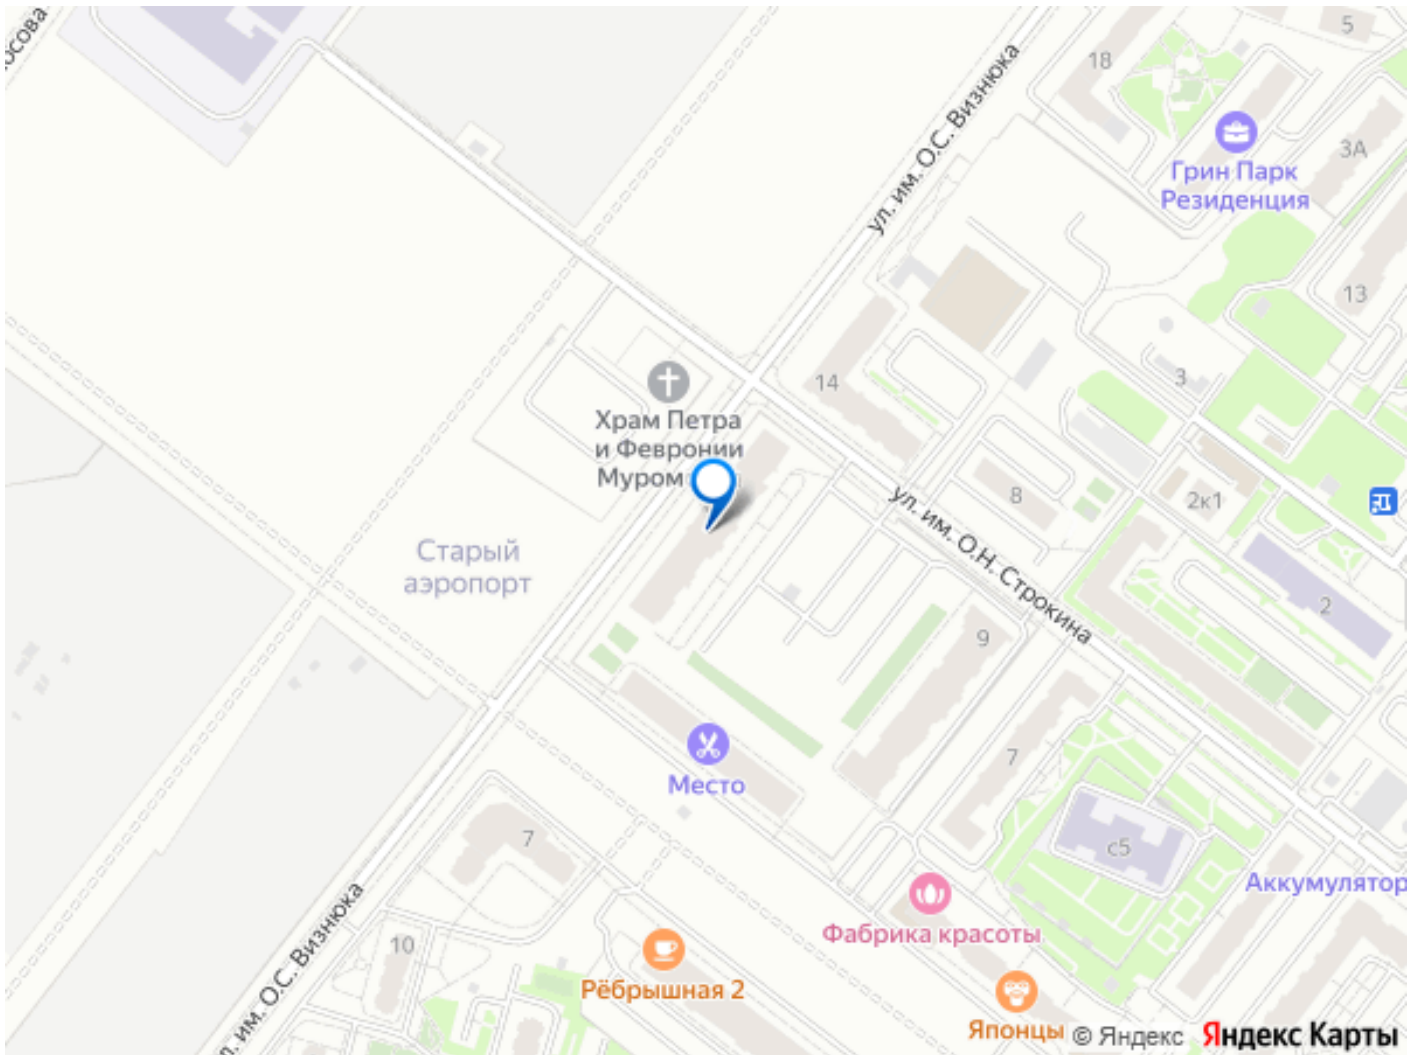 5
18
ул. им. О.С. Визнюка
3А
Грин Парк
Резиденция
13
14
3
Храм Петра
и Февронии
Муром
8
2к1
ул. им. О.Н. Строкина
Старый
аэропорт
2
9
7
Место
7
с5
Аккумулятор
10
Фабрика красоты
ул. им. О.С. Визнюка
Рёбрышная 2
Японцы
© Яндекс Яндекс Карты